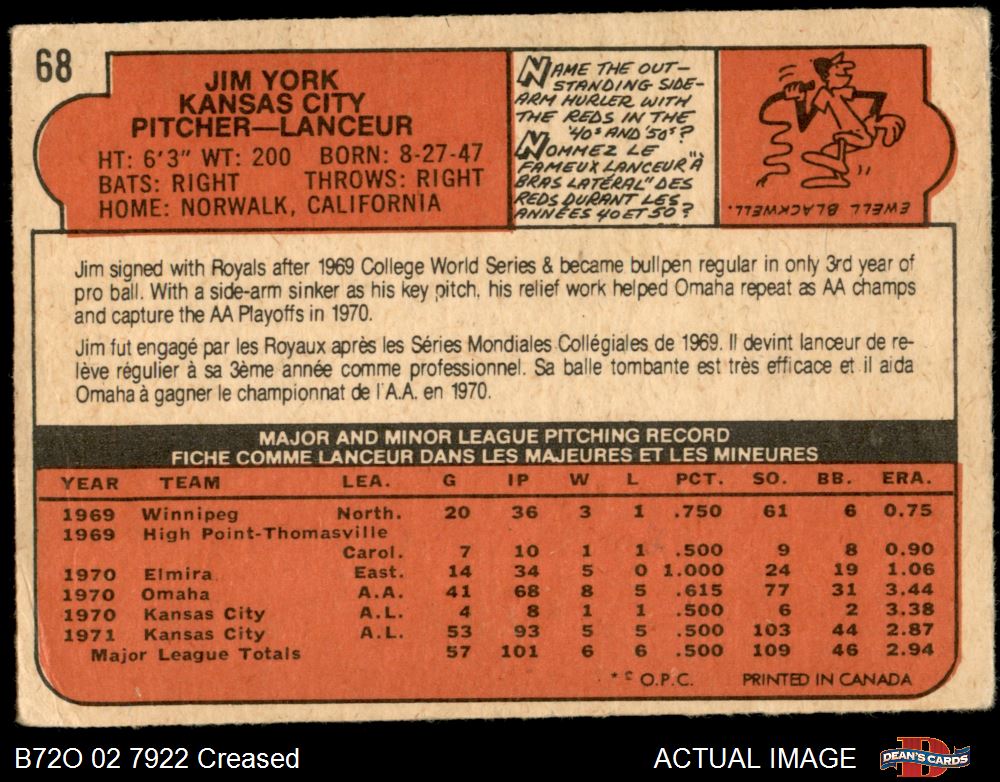 68
JIM YORK
KANSAS CITY
PITCHER—LANCEUR
HT: 6'3" WT: 200 BORN: 8-27-47
BATS: RIGHT THROWS: RIGHT
HOME: NORWALK, CALIFORNIA
NAME THE OUT-
STANDING SIDE-
ARM HURLER WITH
THE REDS IN THE
'40s AND '50s?
NOMMEZ LE
FAMEUX LANCEUR "À
BRAS LATÉRAL" DES
REDS DURANT LES
ANNÉES 40 ET 50?
EWELL BLACKWELL.
Jim signed with Royals after 1969 College World Series & became bullpen regular in only 3rd year of
pro ball. With a side-arm sinker as his key pitch, his relief work helped Omaha repeat as AA champs
and capture the AA Playoffs in 1970.
Jim fut engagé par les Royaux après les Séries Mondiales Collégiales de 1969. Il devint lanceur de re-
lève régulier à sa 3ème année comme professionnel. Sa balle tombante est très efficace et il aida
Omaha à gagner le championnat de l'A.A. en 1970.
MAJOR AND MINOR LEAGUE PITCHING RECORD
FICHE COMME LANCEUR DANS LES MAJEURES ET LES MINEURES
YEAR TEAM LEA. G IP W L PCT. SO. BB. ERA.
1969 Winnipeg North. 20 36 3 1 .750 61 6 0.75
1969 High Point-Thomasville
Carol. 7 10 1 1 .500 9 8 0.90
1970 Elmira East. 14 34 5 0 1.000 24 19 1.06
1970 Omaha A.A. 41 68 8 5 .615 77 31 3.44
1970 Kansas City A.L. 4 8 1 1 .500 6 2 3.38
1971 Kansas City A.L. 53 93 5 5 .500 103 44 2.87
Major League Totals 57 101 6 6 .500 109 46 2.94
* © O.P.C. PRINTED IN CANADA
B72O 02 7922 Creased
ACTUAL IMAGE
DEAN'S CARDS